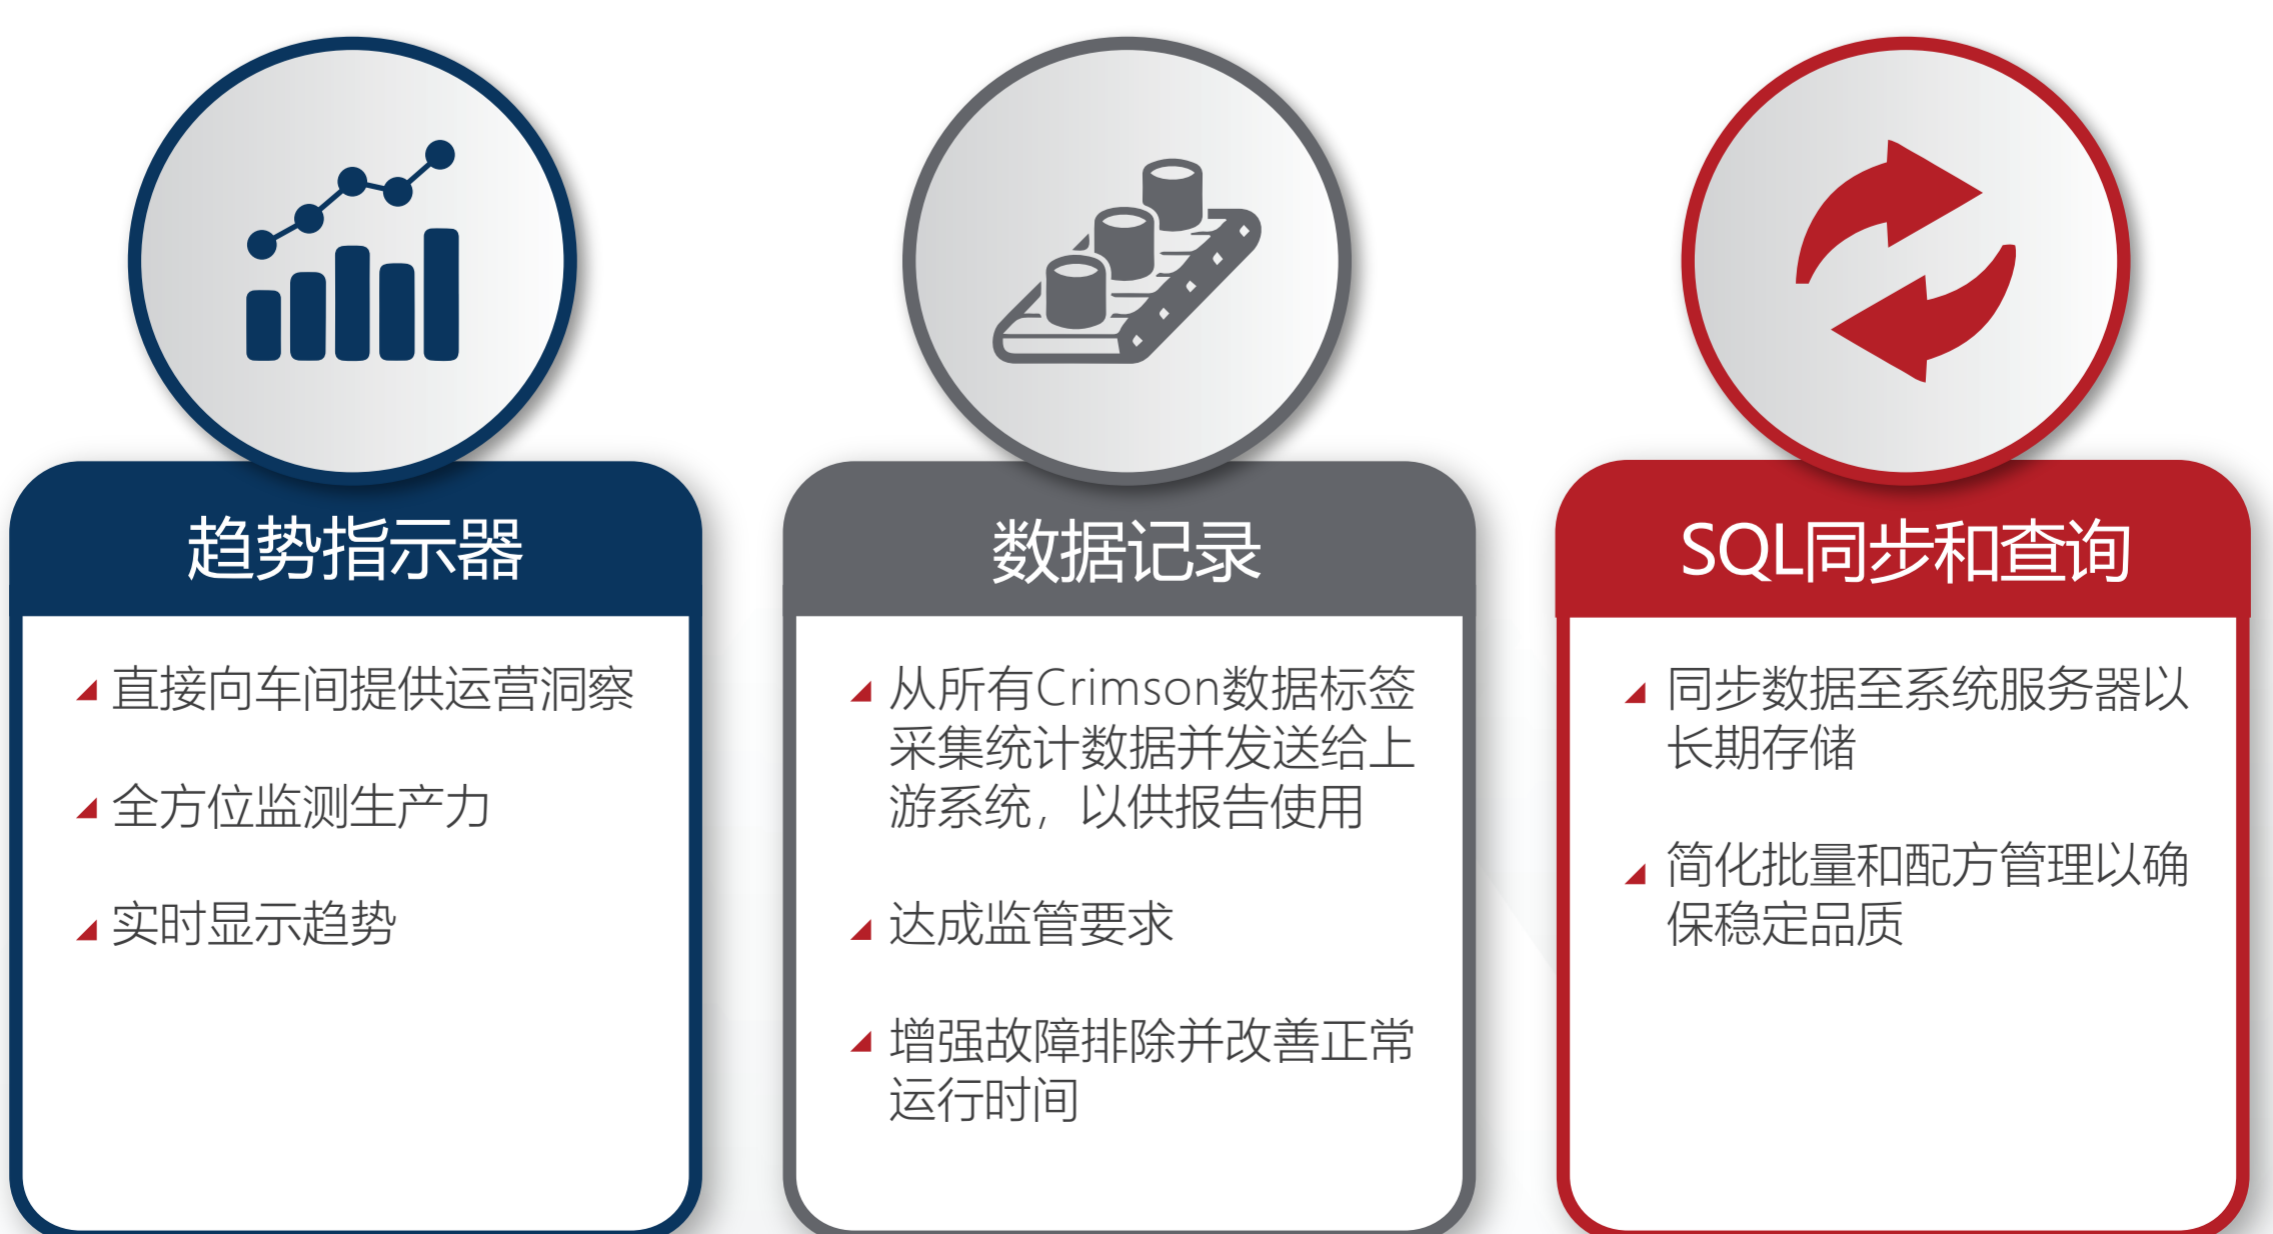 趋势指示器
直接向车间提供运营洞察
全方位监测生产力
实时显示趋势
数据记录
从所有Crimson数据标签
采集统计数据并发送给上
游系统，以供报告使用
达成监管要求
增强故障排除并改善正常
运行时间
SQL同步和查询
同步数据至系统服务器以
长期存储
简化批量和配方管理以确
保稳定品质